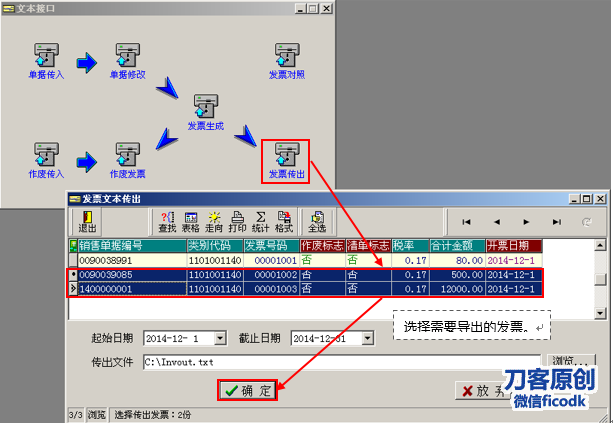 文本接口
单据传入
单据修改
发票对照
发票生成
作废传入
作废发票
发票传出
发票文本传出
退出 查找 表格 走向 打印 统计 格式 全选
销售单据编号 类别代码 发票号码 作废标志 清单标志 税率 合计金额 开票日期
0090038991 1101001140 00001001 否 否 0.17 80.00 2014-12-1
0090039085 1101001140 00001002 否 否 0.17 500.00 2014-12-1
1400000001 1101001140 00001003 否 否 0.17 12000.00 2014-12-1
选择需要导出的发票。
起始日期 2014-12- 1 截止日期 2014-12-31
传出文件 C:\Invout.txt 浏览...
确 定 放 弃
刀客原创
微信ficodk
3/3 浏览 选择传出发票:2份